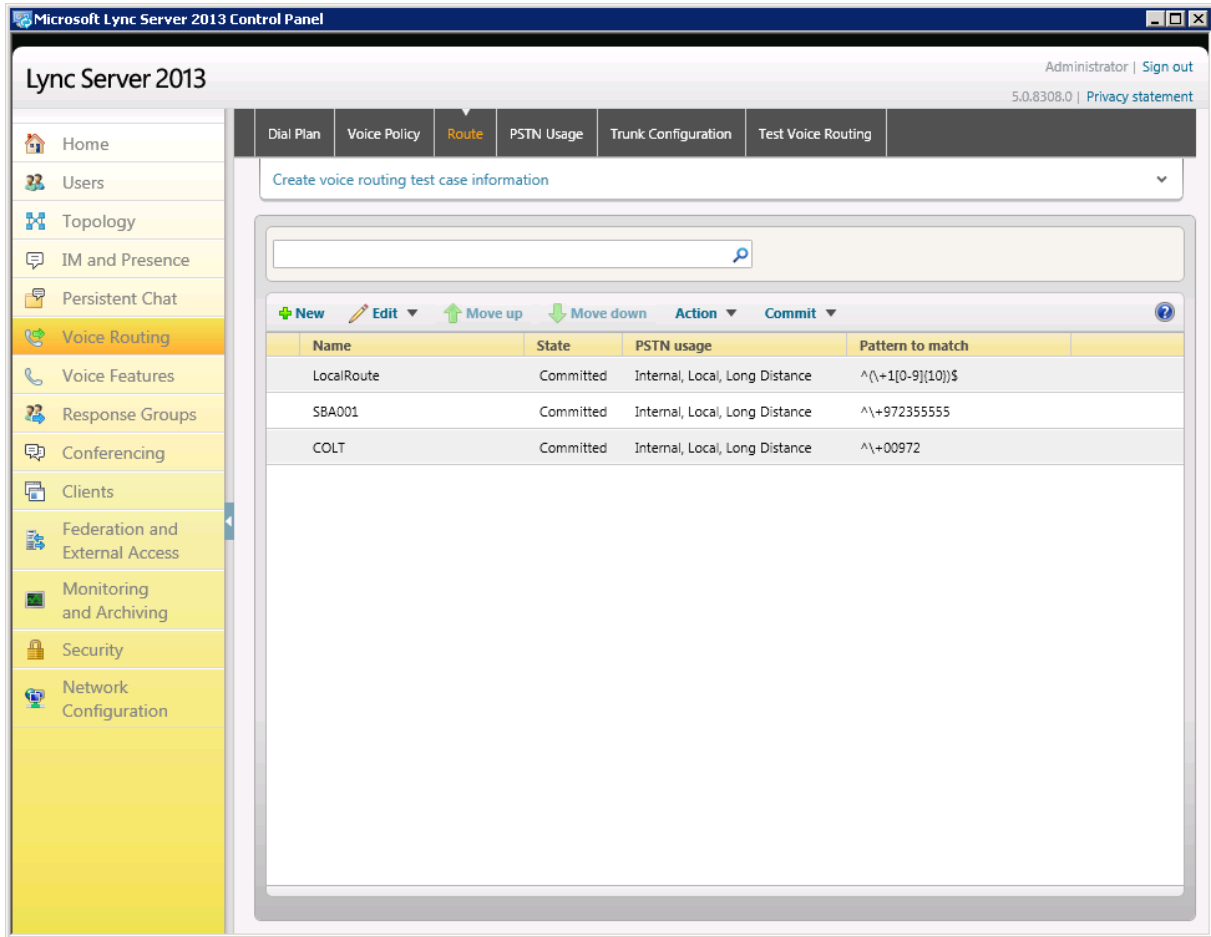 Microsoft Lync Server 2013 Control Panel
Lync Server 2013
Administrator | Sign out
5.0.8308.0 | Privacy statement
Home
Users
Topology
IM and Presence
Persistent Chat
Voice Routing
Voice Features
Response Groups
Conferencing
Clients
Federation and
External Access
Monitoring
and Archiving
Security
Network
Configuration
Dial Plan Voice Policy Route PSTN Usage Trunk Configuration Test Voice Routing
Create voice routing test case information
New Edit Move up Move down Action Commit
Name State PSTN usage Pattern to match
LocalRoute Committed Internal, Local, Long Distance ^(\+1[0-9]{10})$
SBA001 Committed Internal, Local, Long Distance ^\+972355555
COLT Committed Internal, Local, Long Distance ^\+00972